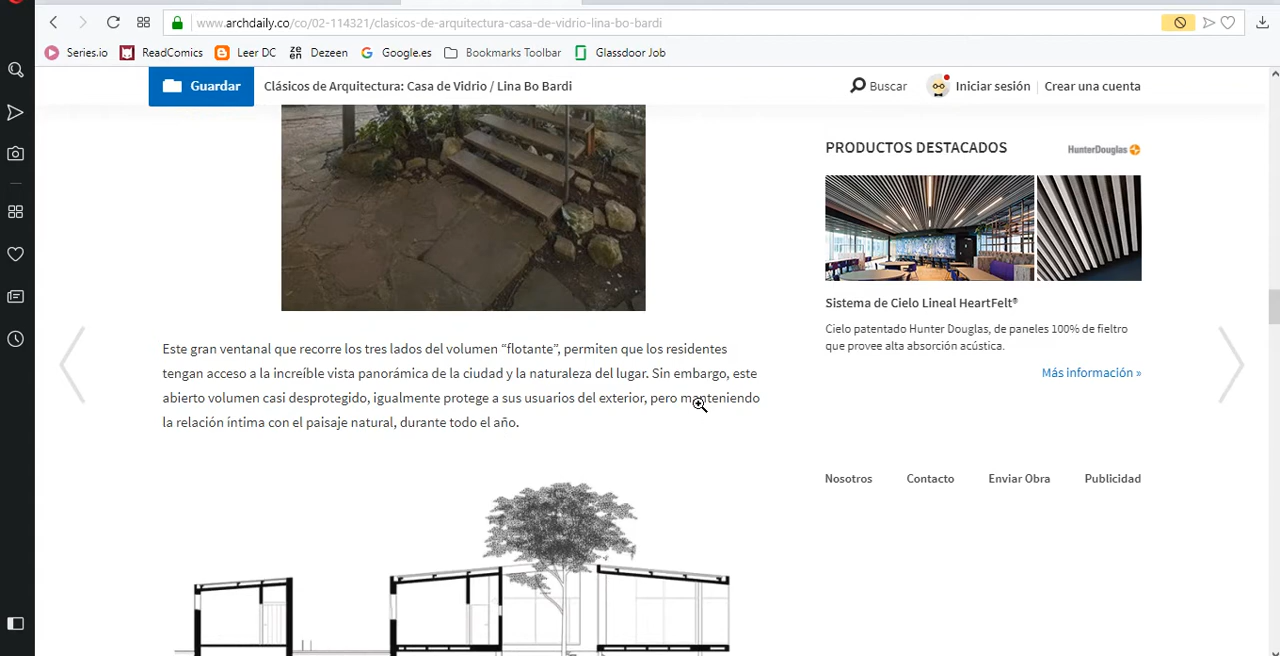 www.archdaily.co/co/02-114321/clasicos-de-arquitectura-casa-de-vidrio-lina-bo-bardi
Series.io ReadComics Leer DC Dezeen Google.es Bookmarks Toolbar Glassdoor Job
Guardar Clásicos de Arquitectura: Casa de Vidrio / Lina Bo Bardi Buscar Iniciar sesión Crear una cuenta
PRODUCTOS DESTACADOS HunterDouglas
Sistema de Cielo Lineal HeartFelt®
Cielo patentado Hunter Douglas, de paneles 100% de fieltro
que provee alta absorción acústica.
Más información »
Este gran ventanal que recorre los tres lados del volumen “flotante”, permiten que los residentes
tengan acceso a la increíble vista panorámica de la ciudad y la naturaleza del lugar. Sin embargo, este
abierto volumen casi desprotegido, igualmente protege a sus usuarios del exterior, pero manteniendo
la relación íntima con el paisaje natural, durante todo el año.
Nosotros Contacto Enviar Obra Publicidad